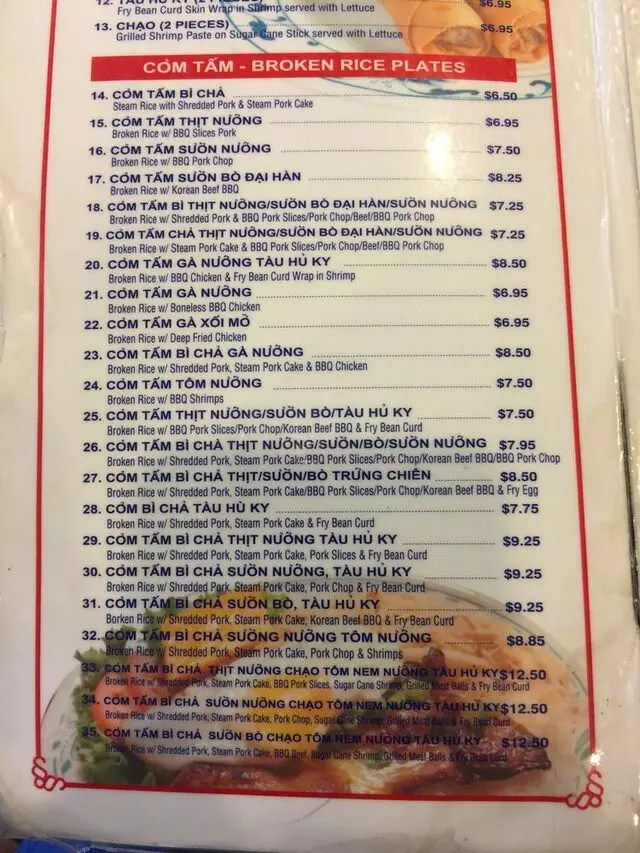 12. TÀU HỦ KY (2 PIECES)
Fry Bean Curd Skin Wrap in Shrimp served with Lettuce
$6.95
13. CHẠO (2 PIECES)
Grilled Shrimp Paste on Sugar Cane Stick served with Lettuce
$6.95
CƠM TẤM - BROKEN RICE PLATES
14. CƠM TẤM BÌ CHẢ $6.50
Steam Rice with Shredded Pork & Steam Pork Cake
15. CƠM TẤM THỊT NƯỚNG $6.95
Broken Rice w/ BBQ Slices Pork
16. CƠM TẤM SƯỜN NƯỚNG $7.50
Broken Rice w/ BBQ Pork Chop
17. CƠM TẤM SƯỜN BÒ ĐẠI HÀN $8.25
Broken Rice w/ Korean Beef BBQ
18. CƠM TẤM BÌ THỊT NƯỚNG/SƯỜN BÒ ĐẠI HÀN/SƯỜN NƯỚNG $7.25
Broken Rice w/ Shredded Pork & BBQ Pork Slices/Pork Chop/Beef/BBQ Pork Chop
19. CƠM TẤM CHẢ THỊT NƯỚNG/SƯỜN BÒ ĐẠI HÀN/SƯỜN NƯỚNG $7.25
Broken Rice w/ Steam Pork Cake & BBQ Pork Slices/Pork Chop/Beef/BBQ Pork Chop
20. CƠM TẤM GÀ NƯỚNG TÀU HỦ KY $8.50
Broken Rice w/ BBQ Chicken & Fry Bean Curd Wrap in Shrimp
21. CƠM TẤM GÀ NƯỚNG $6.95
Broken Rice w/ Boneless BBQ Chicken
22. CƠM TẤM GÀ XỐI MỠ $6.95
Broken Rice w/ Deep Fried Chicken
23. CƠM TẤM BÌ CHẢ GÀ NƯỚNG $8.50
Broken Rice w/ Shredded Pork, Steam Pork Cake & BBQ Chicken
24. CƠM TẤM TÔM NƯỚNG $7.50
Broken Rice w/ BBQ Shrimps
25. CƠM TẤM THỊT NƯỚNG/SƯỜN BÒ/TÀU HỦ KY $7.50
Broken Rice w/ BBQ Pork Slices/Pork Chop/Korean Beef BBQ & Fry Bean Curd
26. CƠM TẤM BÌ CHẢ THỊT NƯỚNG/SƯỜN/BÒ/SƯỜN NƯỚNG $7.95
Broken Rice w/ Shredded Pork, Steam Pork Cake/BBQ Pork Slices/Pork Chop/Korean Beef BBQ/BBQ Pork Chop
27. CƠM TẤM BÌ CHẢ THỊT/SƯỜN/BÒ TRỨNG CHIÊN $8.50
Broken Rice w/ Shredded Pork, Steam Pork Cake/BBQ Pork Slices/Pork Chop/Korean Beef BBQ & Fry Egg
28. CƠM BÌ CHẢ TÀU HỦ KY $7.75
Broken Rice w/ Shredded Pork, Steam Pork Cake & Fry Bean Curd
29. CƠM TẤM BÌ CHẢ THỊT NƯỚNG TÀU HỦ KY $9.25
Broken Rice w/ Shredded Pork, Steam Pork Cake, Pork Slices & Fry Bean Curd
30. CƠM TẤM BÌ CHẢ SƯỜN NƯỚNG, TÀU HỦ KY $9.25
Broken Rice w/ Shredded Pork, Steam Pork Cake, Pork Chop & Fry Bean Curd
31. CƠM TẤM BÌ CHẢ SƯỜN BÒ, TÀU HỦ KY $9.25
Borken Rice w/ Shredded Pork, Steam Pork Cake, Korean Beef BBQ & Fry Bean Curd
32. CƠM TẤM BÌ CHẢ SƯỜNG NƯỚNG TÔM NƯỚNG $8.85
Broken Rice w/ Shredded Pork, Steam Pork Cake, Pork Chop & Shrimps
33. CƠM TẤM BÌ CHẢ THỊT NƯỚNG CHẠO TÔM NEM NƯỚNG TÀU HỦ KY $12.50
Broken Rice w/ Shredded Pork, Steam Pork Cake, BBQ Pork Slices, Sugar Cane Shrimp, Grilled Meat Balls & Fry Bean Curd
34. CƠM TẤM BÌ CHẢ SƯỜN NƯỚNG CHẠO TÔM NEM NƯỚNG TÀU HỦ KY $12.50
Broken Rice w/ Shredded Pork, Steam Pork Cake, Pork Chop, Sugar Cane Shrimp, Grilled Meat Balls & Fry Bean Curd
35. CƠM TẤM BÌ CHẢ SƯỜN BÒ CHẠO TÔM NEM NƯỚNG TÀU HỦ KY $12.50
Broken Rice w/ Shredded Pork, Steam Pork Cake, BBQ Beef, Sugar Cane Shrimp, Grilled Meat Balls & Fry Bean Curd